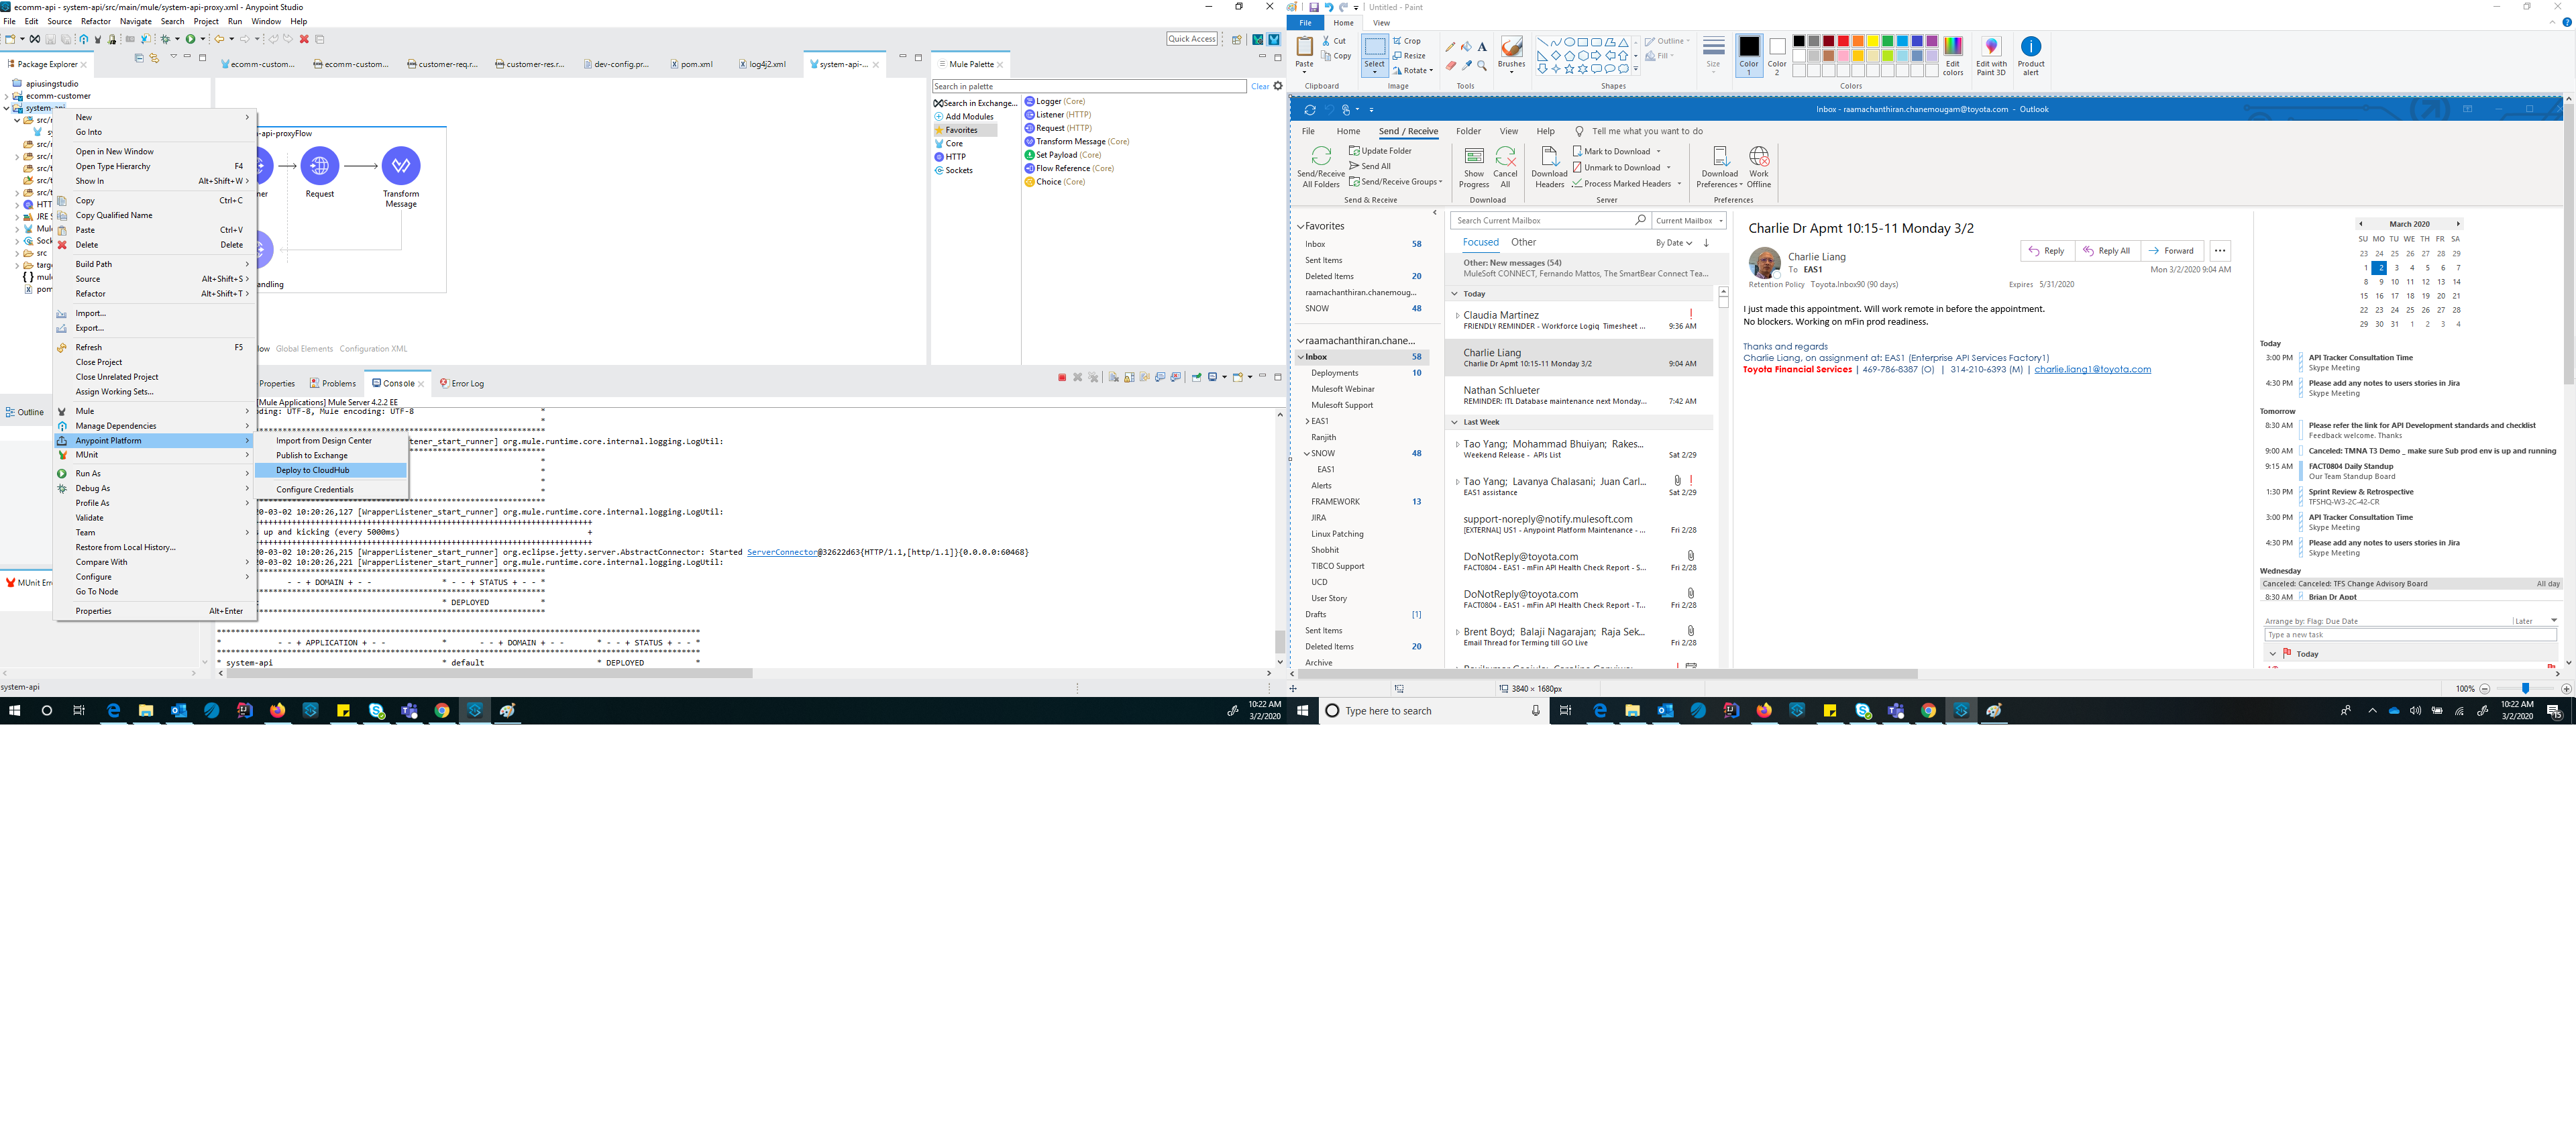 ecomm-api - system-api/src/main/mule/system-api-proxy.xml - Anypoint Studio
File Edit Source Refactor Navigate Search Project Run Window Help
Quick Access
Package Explorer
ecomm-custom...
ecomm-custom...
customer-req.r...
customer-res.r...
dev-config.pr...
pom.xml
log4j2.xml
system-api-...
apiusingstudio
ecomm-customer
system-api
src/
HTT
JRE S
Mule
Sock
src
targe
mule
pom
Outline
MUnit Err
New
Go Into
Open in New Window
Open Type Hierarchy F4
Show In Alt+Shift+W
Copy Ctrl+C
Copy Qualified Name
Paste Ctrl+V
Delete Delete
Build Path
Source Alt+Shift+S
Refactor Alt+Shift+T
Import...
Export...
Refresh F5
Close Project
Close Unrelated Project
Assign Working Sets...
Mule
Manage Dependencies
Anypoint Platform
MUnit
Run As
Debug As
Profile As
Validate
Team
Restore from Local History...
Compare With
Configure
Go To Node
Properties Alt+Enter
Import from Design Center
Publish to Exchange
Deploy to CloudHub
Configure Credentials
-api-proxyFlow
Request
Transform Message
ndling
low Global Elements Configuration XML
Mule Palette
Search in palette
Clear
Search in Exchange...
Add Modules
Favorites
Core
HTTP
Sockets
Logger (Core)
Listener (HTTP)
Request (HTTP)
Transform Message (Core)
Set Payload (Core)
Flow Reference (Core)
Choice (Core)
Properties Problems Console Error Log
[Mule Applications] Mule Server 4.2.2 EE
oding: UTF-8, Mule encoding: UTF-8 *
tener_start_runner] org.mule.runtime.core.internal.logging.LogUtil:
20-03-02 10:20:26,127 [WrapperListener_start_runner] org.mule.runtime.core.internal.logging.LogUtil:
s up and kicking (every 5000ms) +
20-03-02 10:20:26,215 [WrapperListener_start_runner] org.eclipse.jetty.server.AbstractConnector: Started ServerConnector@32622d63{HTTP/1.1,[http/1.1]}{0.0.0.0:60468}
20-03-02 10:20:26,221 [WrapperListener_start_runner] org.mule.runtime.core.internal.logging.LogUtil:
- - + DOMAIN + - - * - - + STATUS + - - *
* DEPLOYED *
* - - + APPLICATION + - - * - - + DOMAIN + - - * - - + STATUS + - - *
* system-api * default * DEPLOYED *
system-api
10:22 AM
3/2/2020
Untitled - Paint
File Home View
Paste
Cut
Copy
Clipboard
Select
Crop
Resize
Rotate
Image
Tools
Brushes
Shapes
Outline
Fill
Size
Color 1
Color 2
Edit colors
Colors
Edit with Paint 3D
Product alert
Inbox - raamachanthiran.chanemougam@toyota.com - Outlook
File Home Send / Receive Folder View Help Tell me what you want to do
Send/Receive All Folders
Update Folder
Send All
Send/Receive Groups
Send & Receive
Show Progress
Cancel All
Download
Download Headers
Mark to Download
Unmark to Download
Process Marked Headers
Server
Download Preferences
Work Offline
Preferences
Favorites
Inbox 58
Sent Items
Deleted Items 20
raamachanthiran.chanemoug...
SNOW 48
raamachanthiran.chane...
Inbox 58
Deployments 10
Mulesoft Webinar
Mulesoft Support
EAS1
Ranjith
SNOW 48
EAS1
Alerts
FRAMEWORK 13
JIRA
Linux Patching
Shobhit
TIBCO Support
UCD
User Story
Drafts [1]
Sent Items
Deleted Items 20
Archive
Search Current Mailbox
Current Mailbox
Focused Other By Date
Other: New messages (54)
MuleSoft CONNECT, Fernando Mattos, The SmartBear Connect Tea...
Today
Claudia Martinez
FRIENDLY REMINDER - Workforce Logiq Timesheet ... 9:36 AM
Charlie Liang
Charlie Dr Apmt 10:15-11 Monday 3/2 9:04 AM
Nathan Schlueter
REMINDER: ITL Database maintenance next Monday... 7:42 AM
Last Week
Tao Yang; Mohammad Bhuiyan; Rakes...
Weekend Release - APIs List Sat 2/29
Tao Yang; Lavanya Chalasani; Juan Carl...
EAS1 assistance Sat 2/29
support-noreply@notify.mulesoft.com
[EXTERNAL] US1 - Anypoint Platform Maintenance - ... Fri 2/28
DoNotReply@toyota.com
FACT0804 - EAS1 - mFin API Health Check Report - S... Fri 2/28
DoNotReply@toyota.com
FACT0804 - EAS1 - mFin API Health Check Report - T... Fri 2/28
Brent Boyd; Balaji Nagarajan; Raja Sek...
Email Thread for Terming till GO Live Fri 2/28
Charlie Dr Apmt 10:15-11 Monday 3/2
Charlie Liang
To EAS1
Reply Reply All Forward
Mon 3/2/2020 9:04 AM
Retention Policy Toyota.Inbox90 (90 days) Expires 5/31/2020
I just made this appointment. Will work remote in before the appointment.
No blockers. Working on mFin prod readiness.
Thanks and regards
Charlie Liang, on assignment at: EAS1 (Enterprise API Services Factory1)
Toyota Financial Services | 469-786-8387 (O) | 314-210-6393 (M) | charlie.liang1@toyota.com
March 2020
SU MO TU WE TH FR SA
23 24 25 26 27 28 29
1 2 3 4 5 6 7
8 9 10 11 12 13 14
15 16 17 18 19 20 21
22 23 24 25 26 27 28
29 30 31 1 2 3 4
Today
3:00 PM API Tracker Consultation Time
Skype Meeting
4:30 PM Please add any notes to users stories in Jira
Skype Meeting
Tomorrow
8:30 AM Please refer the link for API Development standards and checklist
Feedback welcome. Thanks
9:00 AM Canceled: TMNA T3 Demo _ make sure Sub prod env is up and running
9:15 AM FACT0804 Daily Standup
Our Team Standup Board
1:30 PM Sprint Review & Retrospective
TFSHQ-W3-2C-42-CR
3:00 PM API Tracker Consultation Time
Skype Meeting
4:30 PM Please add any notes to users stories in Jira
Skype Meeting
Wednesday
Canceled: Canceled: TFS Change Advisory Board All day
8:30 AM Brian Dr Appt
Arrange by: Flag: Due Date Later
Type a new task
Today
3840 × 1680px
100%
Type here to search
10:22 AM
3/2/2020
15